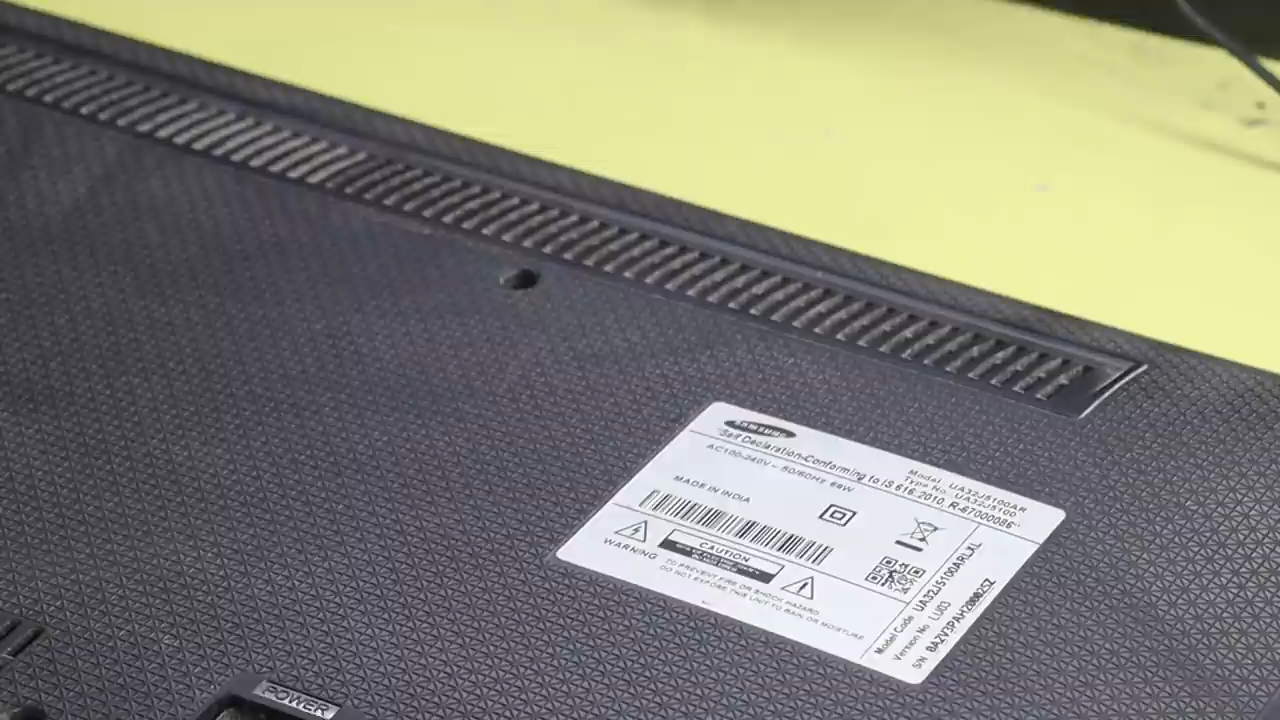 SAMSUNG
"Self Declaration-Conforming to IS 616:2010, R-67000086"
Model UA32J5100AR
Type No. UA32J5100
AC100-240V ~ 50/60Hz 68W
MADE IN INDIA
CAUTION
WARNING
TO PREVENT FIRE OR SHOCK HAZARD
DO NOT EXPOSE THIS UNIT TO RAIN OR MOISTURE
Model Code UA32J5100ARLXL
Version No LU03
S/N
POWER